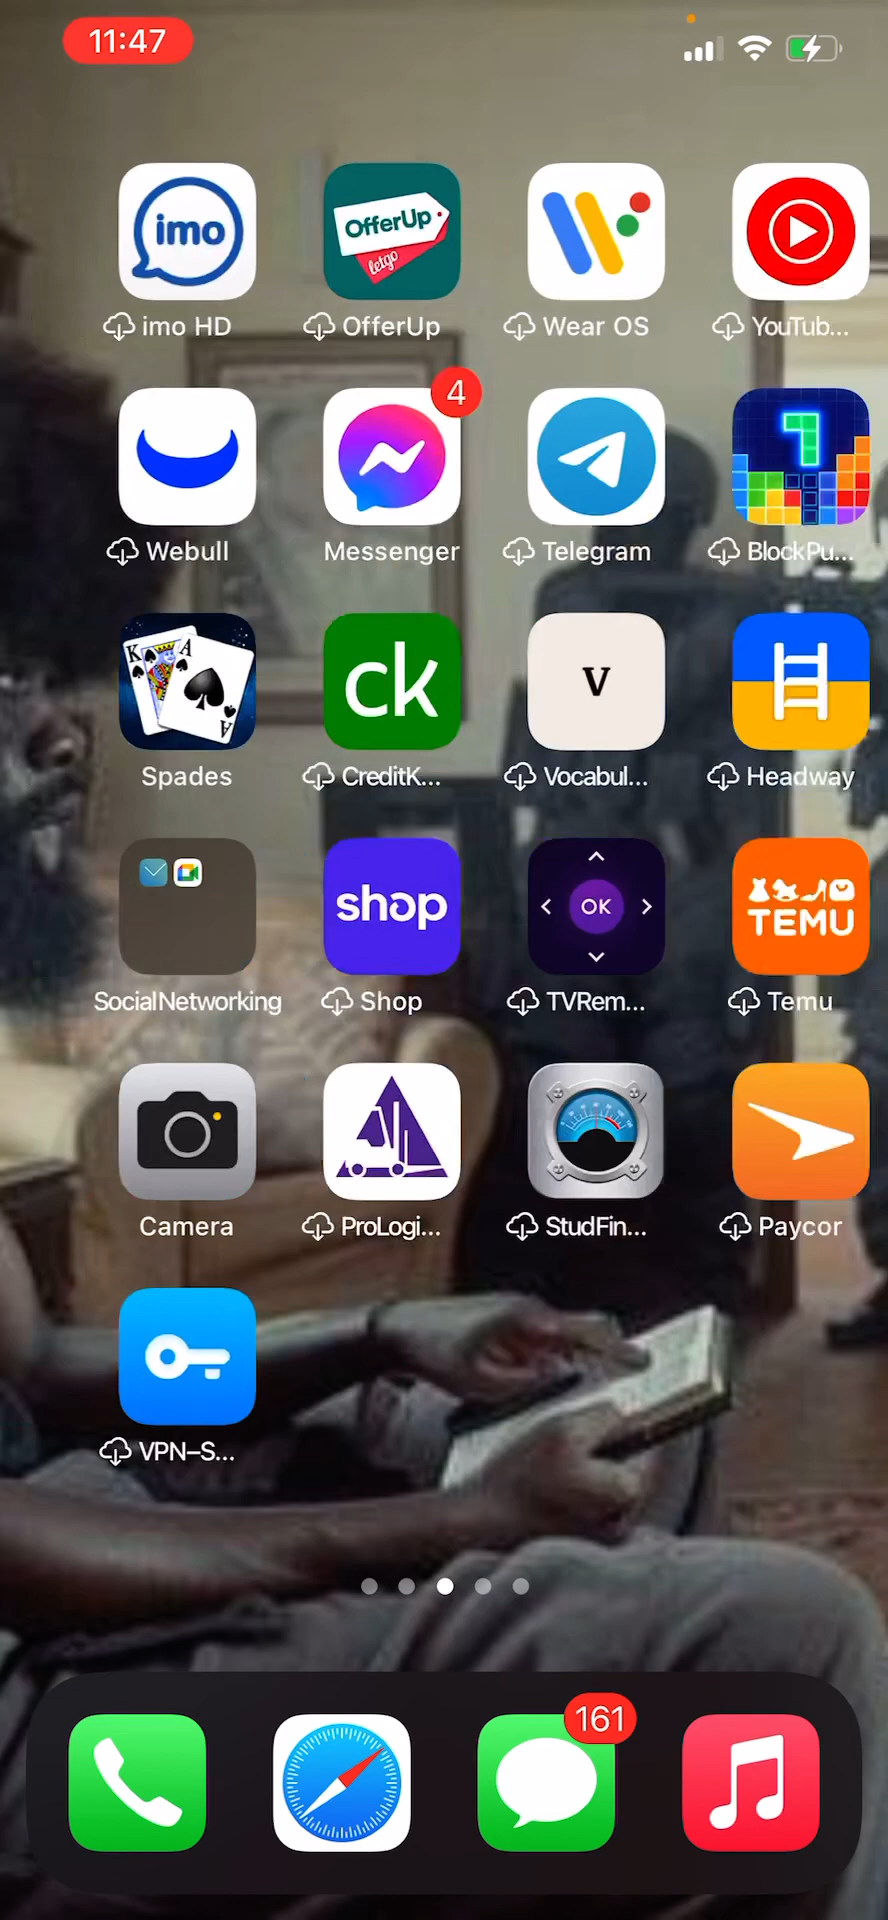 11:47
imo
OfferUp
letgo
imo HD
OfferUp
Wear OS
YouTub...
4
Webull
Messenger
Telegram
BlockPu...
K
A
A
ck
V
Spades
CreditK...
Vocabul...
Headway
shop
OK
TEMU
SocialNetworking
Shop
TVRem...
Temu
Camera
ProLogi...
StudFin...
Paycor
VPN–S...
161